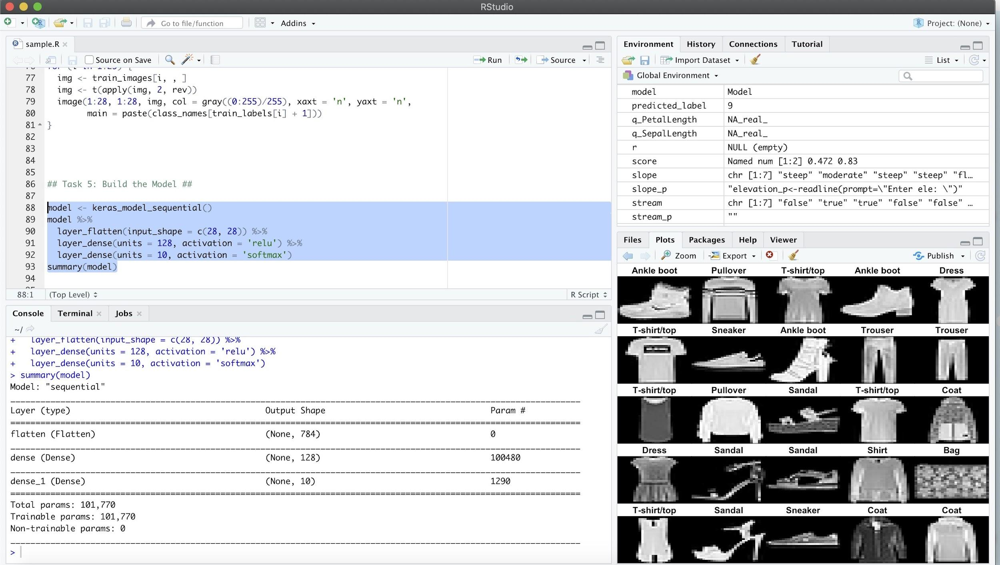 RStudio
Go to file/function
Addins
Project: (None)
sample.R
Source on Save
Run
Source
77 img <- train_images[i, , ]
78 img <- t(apply(img, 2, rev))
79 image(1:28, 1:28, img, col = gray((0:255)/255), xaxt = 'n', yaxt = 'n',
80 main = paste(class_names[train_labels[i] + 1]))
81 }
82
83
84
85
86 ## Task 5: Build the Model ##
87
88 model <- keras_model_sequential()
89 model %>%
90 layer_flatten(input_shape = c(28, 28)) %>%
91 layer_dense(units = 128, activation = 'relu') %>%
92 layer_dense(units = 10, activation = 'softmax')
93 summary(model)
94
88:1 (Top Level)
R Script
Console Terminal Jobs
~/
+ layer_flatten(input_shape = c(28, 28)) %>%
+ layer_dense(units = 128, activation = 'relu') %>%
+ layer_dense(units = 10, activation = 'softmax')
> summary(model)
Model: "sequential"
Layer (type) Output Shape Param #
flatten (Flatten) (None, 784) 0
dense (Dense) (None, 128) 100480
dense_1 (Dense) (None, 10) 1290
Total params: 101,770
Trainable params: 101,770
Non-trainable params: 0
>
Environment History Connections Tutorial
Import Dataset
List
Global Environment
model Model
predicted_label 9
q_PetalLength NA_real_
q_SepalLength NA_real_
r NULL (empty)
score Named num [1:2] 0.472 0.83
slope chr [1:7] "steep" "moderate" "steep" "steep" "fl…
slope_p "elevation_p<-readline(prompt=\"Enter ele: \")"
stream chr [1:7] "false" "true" "true" "false" "false" …
stream_p ""
Files Plots Packages Help Viewer
Zoom Export Publish
Ankle boot Pullover T-shirt/top Ankle boot Dress
T-shirt/top Sneaker Ankle boot Trouser Trouser
T-shirt/top Pullover Sandal T-shirt/top Coat
Dress Sandal Sandal Shirt Bag
T-shirt/top Sandal Sneaker Coat Coat